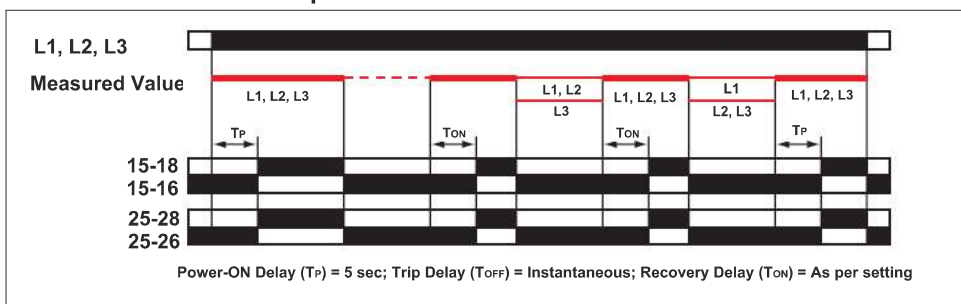 L1, L2, L3
Measured Value
L1, L2, L3
L1, L2
L3
L1, L2, L3
L1
L2, L3
L1, L2, L3
TP
TON
TON
TP
15-18
15-16
25-28
25-26
Power-ON Delay (TP) = 5 sec; Trip Delay (TOFF) = Instantaneous; Recovery Delay (TON) = As per setting